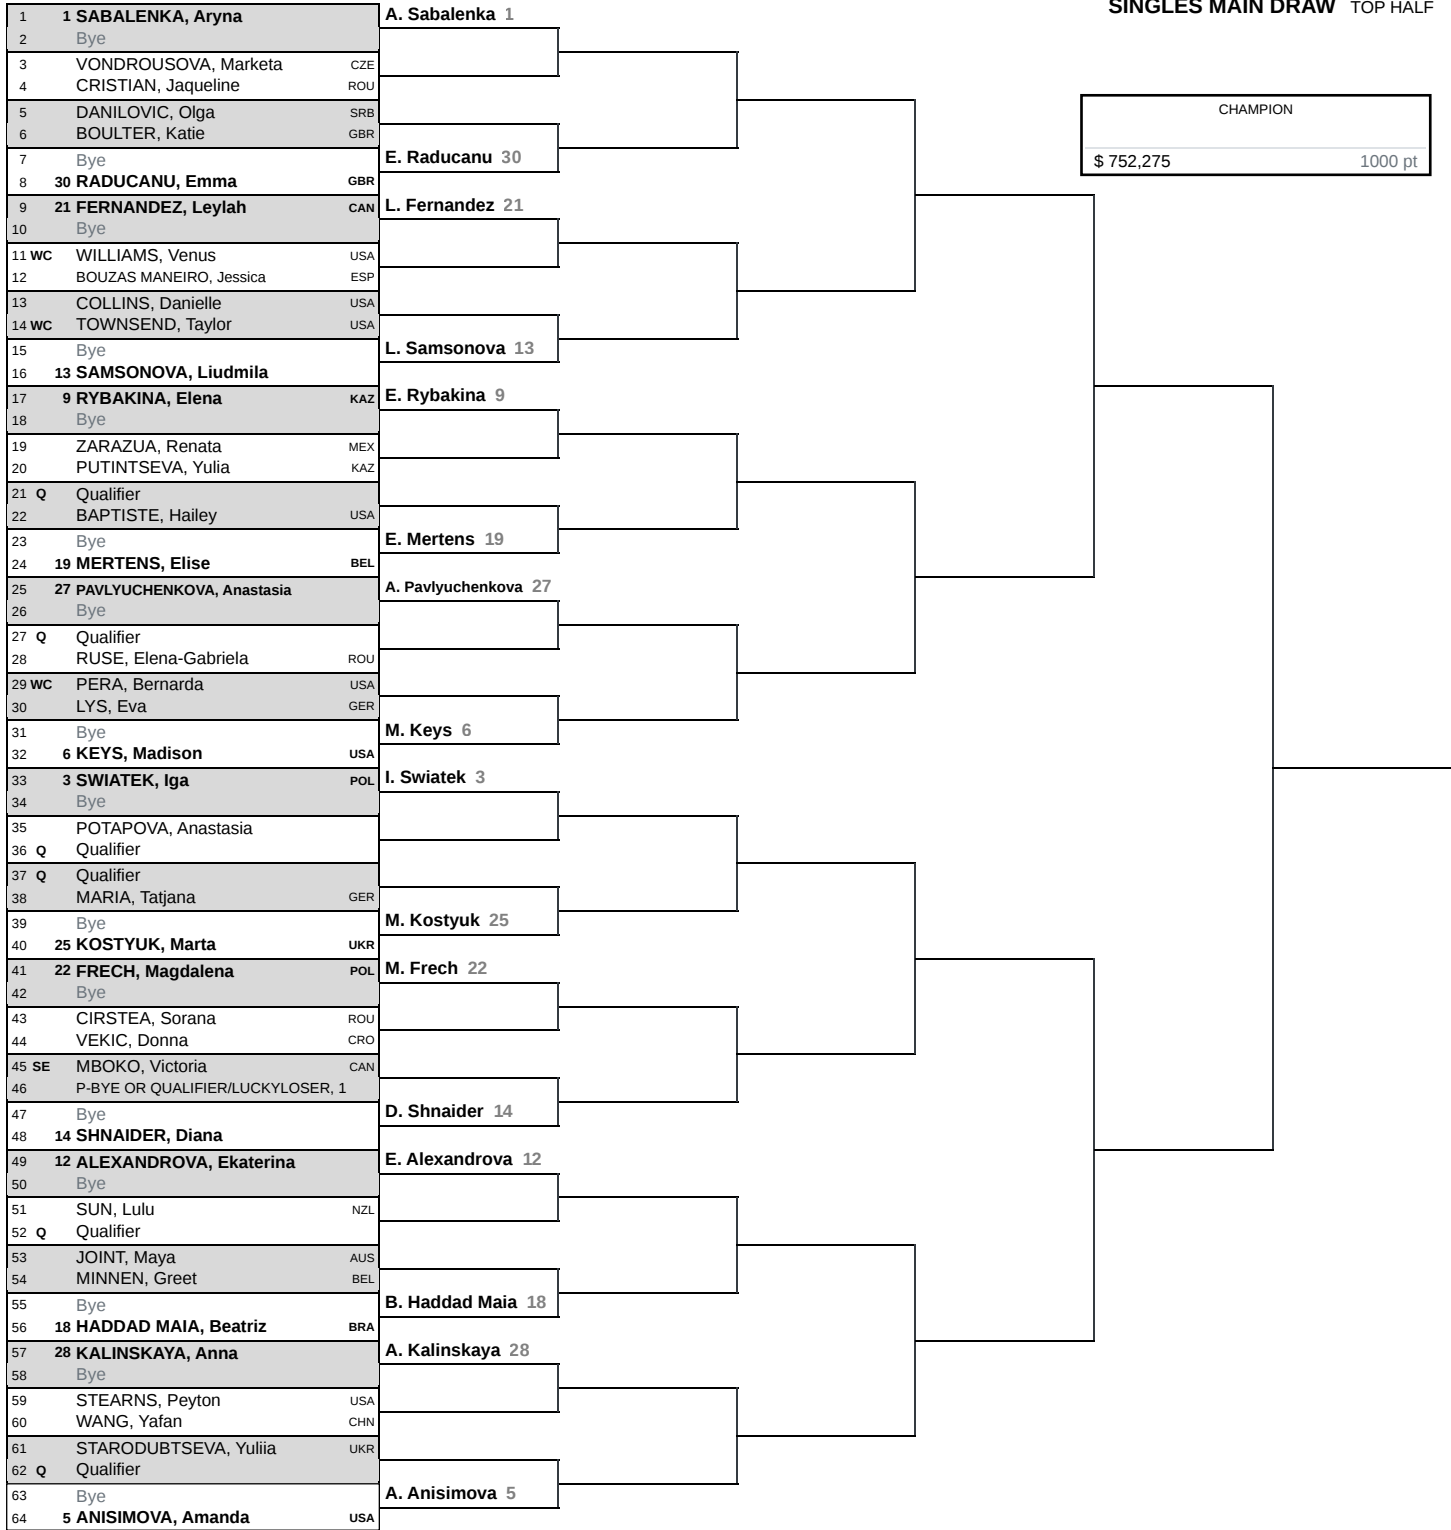 SINGLES MAIN DRAW TOP HALF
CHAMPION
$ 752,275 1000 pt
1 1 SABALENKA, Aryna
2 Bye
A. Sabalenka 1
3 VONDROUSOVA, Marketa CZE
4 CRISTIAN, Jaqueline ROU
5 DANILOVIC, Olga SRB
6 BOULTER, Katie GBR
7 Bye
8 30 RADUCANU, Emma GBR
E. Raducanu 30
9 21 FERNANDEZ, Leylah CAN
10 Bye
L. Fernandez 21
11 WC WILLIAMS, Venus USA
12 BOUZAS MANEIRO, Jessica ESP
13 COLLINS, Danielle USA
14 WC TOWNSEND, Taylor USA
15 Bye
16 13 SAMSONOVA, Liudmila
L. Samsonova 13
17 9 RYBAKINA, Elena KAZ
18 Bye
E. Rybakina 9
19 ZARAZUA, Renata MEX
20 PUTINTSEVA, Yulia KAZ
21 Q Qualifier
22 BAPTISTE, Hailey USA
23 Bye
24 19 MERTENS, Elise BEL
E. Mertens 19
25 27 PAVLYUCHENKOVA, Anastasia
26 Bye
A. Pavlyuchenkova 27
27 Q Qualifier
28 RUSE, Elena-Gabriela ROU
29 WC PERA, Bernarda USA
30 LYS, Eva GER
31 Bye
32 6 KEYS, Madison USA
M. Keys 6
33 3 SWIATEK, Iga POL
34 Bye
I. Swiatek 3
35 POTAPOVA, Anastasia
36 Q Qualifier
37 Q Qualifier
38 MARIA, Tatjana GER
39 Bye
40 25 KOSTYUK, Marta UKR
M. Kostyuk 25
41 22 FRECH, Magdalena POL
42 Bye
M. Frech 22
43 CIRSTEA, Sorana ROU
44 VEKIC, Donna CRO
45 SE MBOKO, Victoria CAN
46 P-BYE OR QUALIFIER/LUCKYLOSER, 1
47 Bye
48 14 SHNAIDER, Diana
D. Shnaider 14
49 12 ALEXANDROVA, Ekaterina
50 Bye
E. Alexandrova 12
51 SUN, Lulu NZL
52 Q Qualifier
53 JOINT, Maya AUS
54 MINNEN, Greet BEL
55 Bye
56 18 HADDAD MAIA, Beatriz BRA
B. Haddad Maia 18
57 28 KALINSKAYA, Anna
58 Bye
A. Kalinskaya 28
59 STEARNS, Peyton USA
60 WANG, Yafan CHN
61 STARODUBTSEVA, Yuliia UKR
62 Q Qualifier
63 Bye
64 5 ANISIMOVA, Amanda USA
A. Anisimova 5